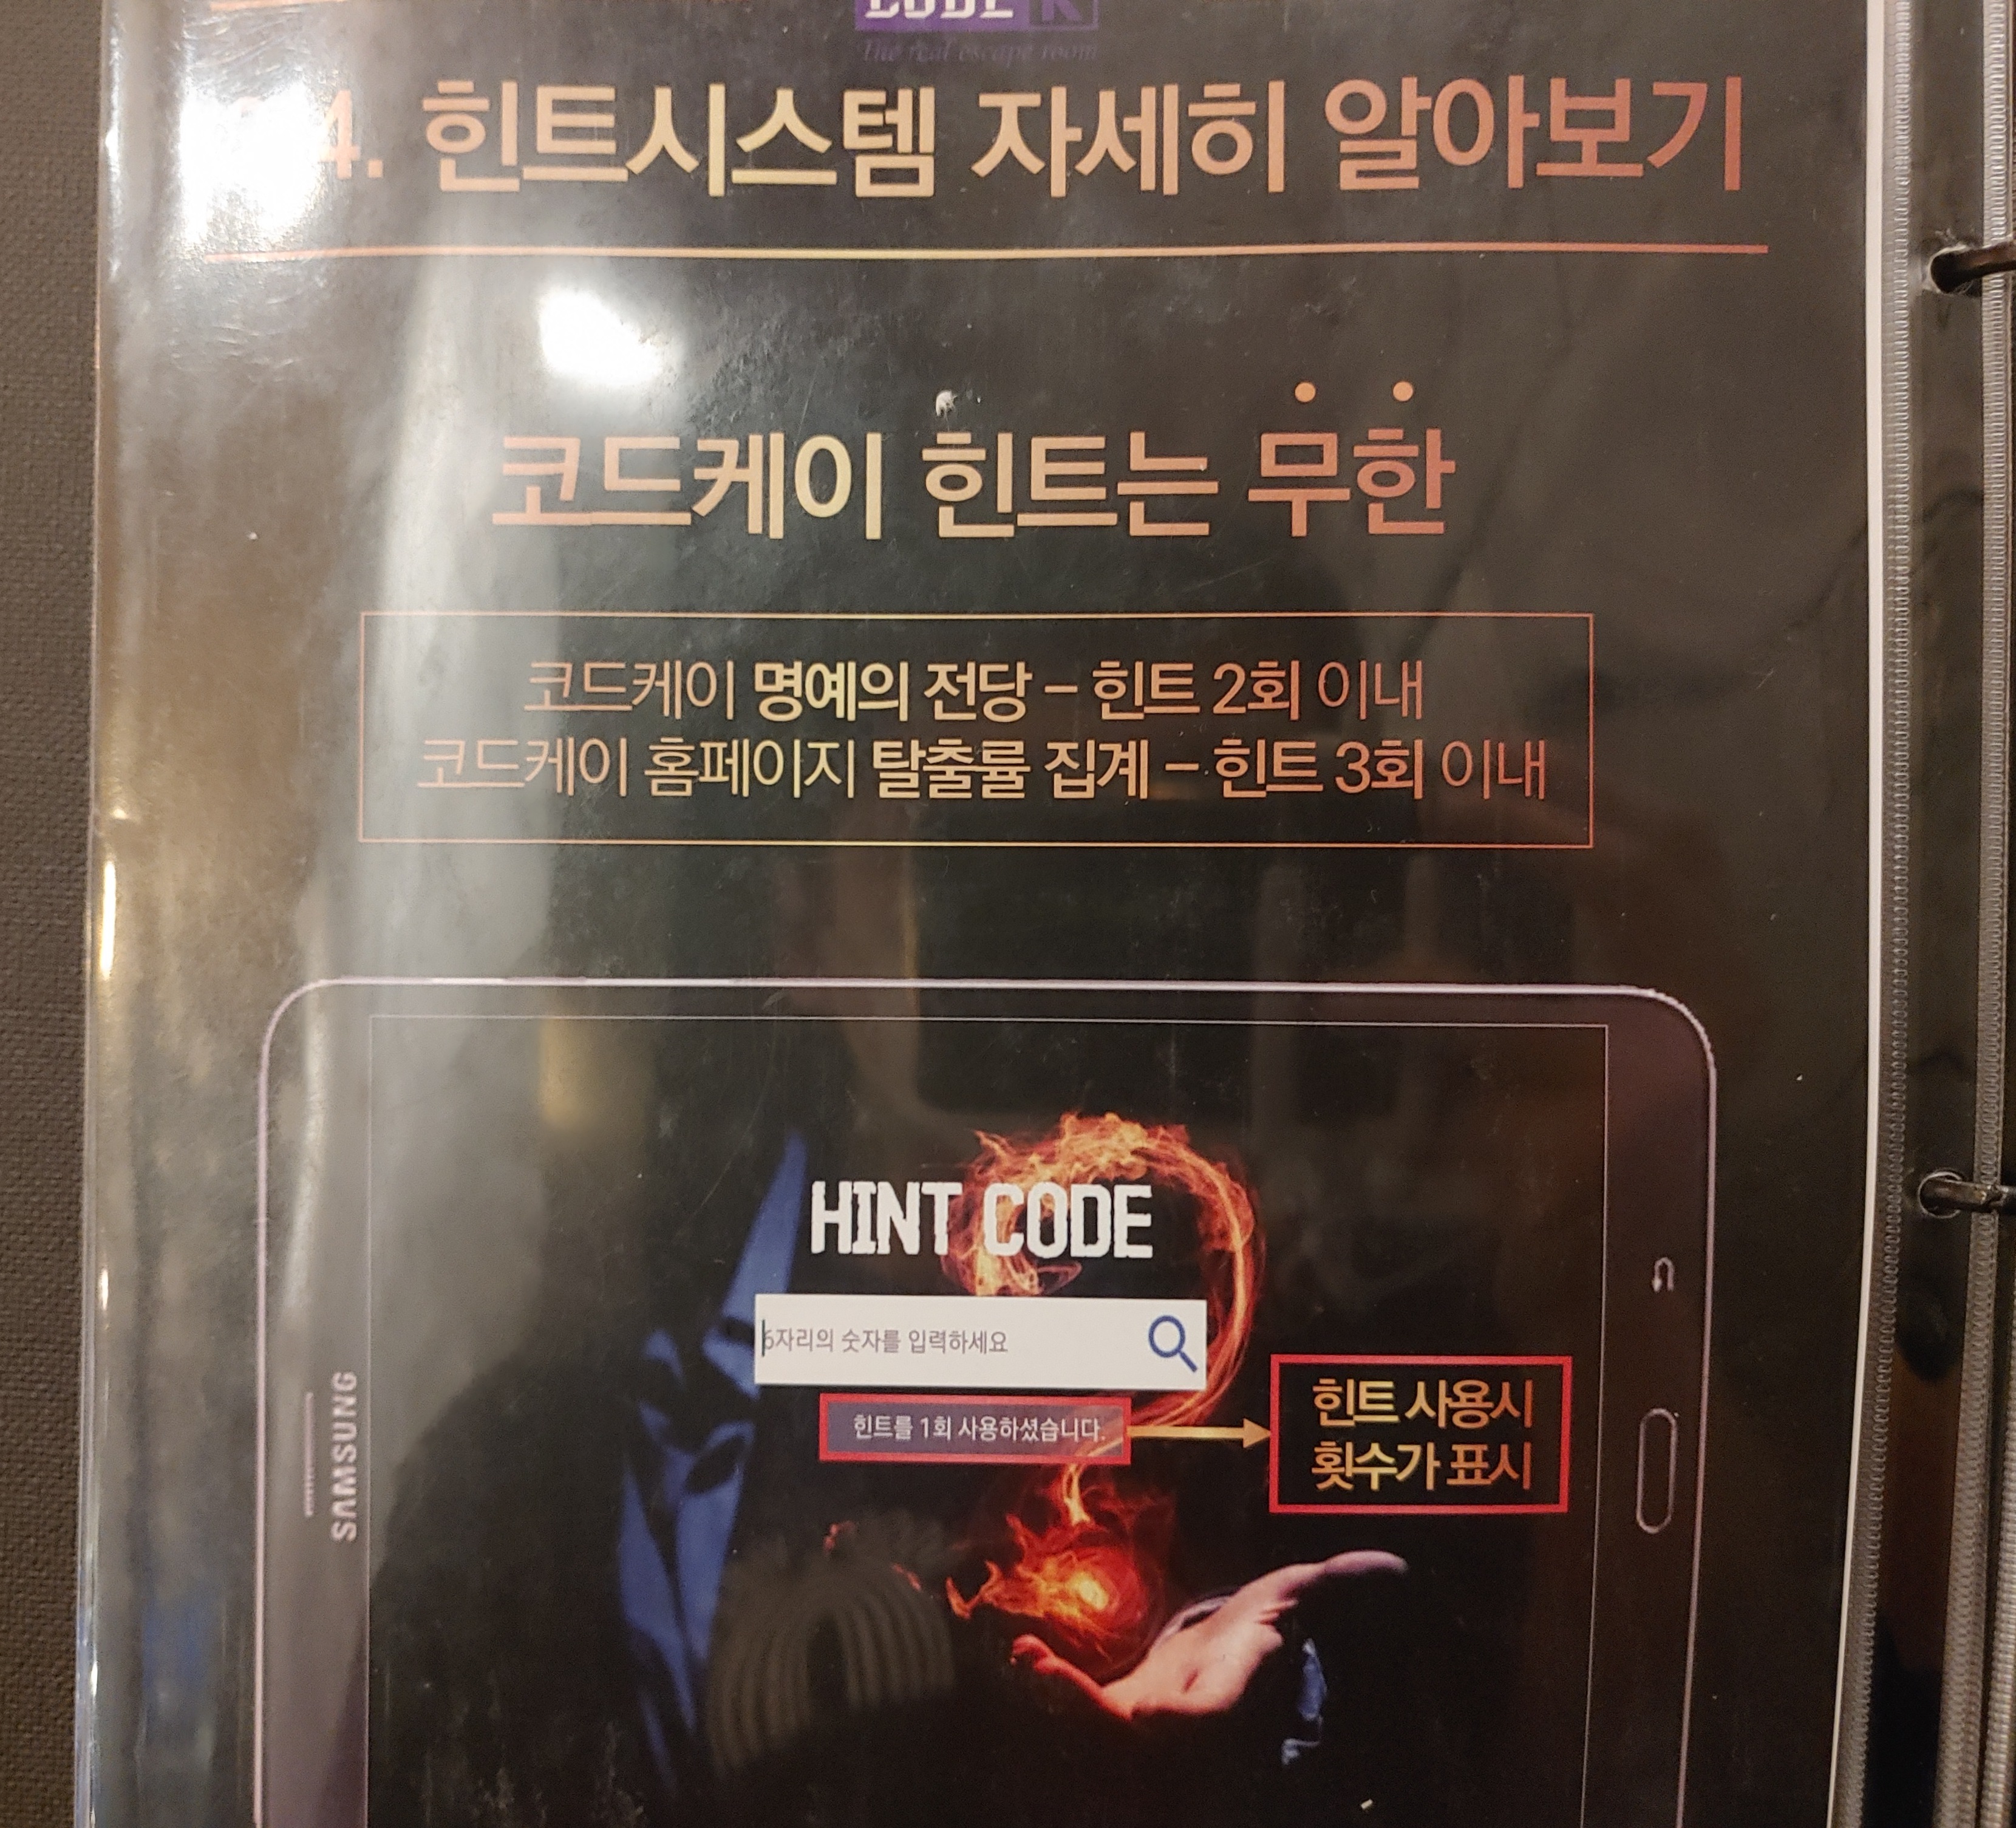 CODE K
The real escape room
4. 힌트시스템 자세히 알아보기
코드케이 힌트는 무한
코드케이 명예의 전당 – 힌트 2회 이내
코드케이 홈페이지 탈출률 집계 – 힌트 3회 이내
HINT CODE
6자리의 숫자를 입력하세요
힌트를 1회 사용하셨습니다.
힌트 사용시
횟수가 표시
SAMSUNG